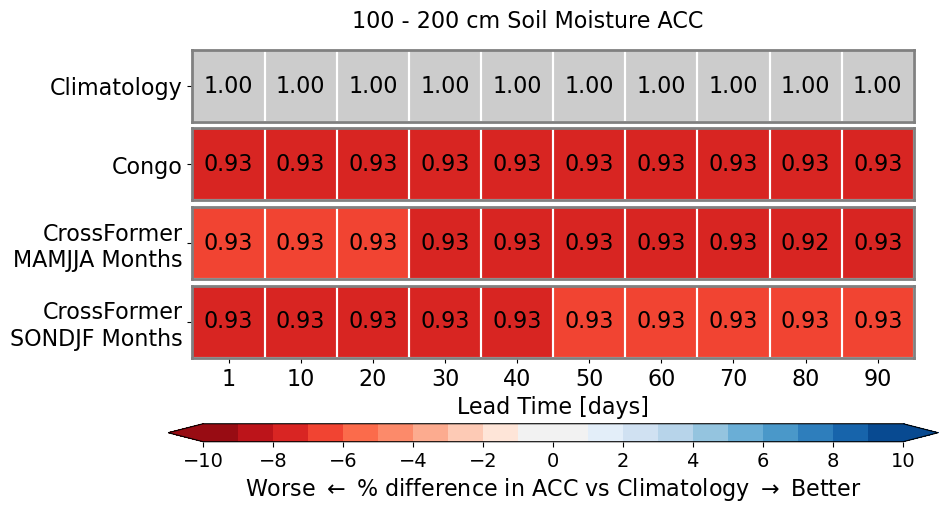 100 - 200 cm Soil Moisture ACC
Climatology 1.00 1.00 1.00 1.00 1.00 1.00 1.00 1.00 1.00 1.00
Congo 0.93 0.93 0.93 0.93 0.93 0.93 0.93 0.93 0.93 0.93
CrossFormer
MAMJJA Months 0.93 0.93 0.93 0.93 0.93 0.93 0.93 0.93 0.92 0.93
CrossFormer
SONDJF Months 0.93 0.93 0.93 0.93 0.93 0.93 0.93 0.93 0.93 0.93
1 10 20 30 40 50 60 70 80 90
Lead Time [days]
−10 −8 −6 −4 −2 0 2 4 6 8 10
Worse ← % difference in ACC vs Climatology → Better